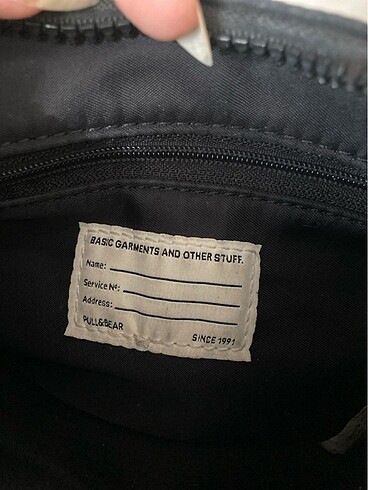 BASIC GARMENTS AND OTHER STUFF.
Name:
Service Nº:
Address:
PULL&BEAR SINCE 1991